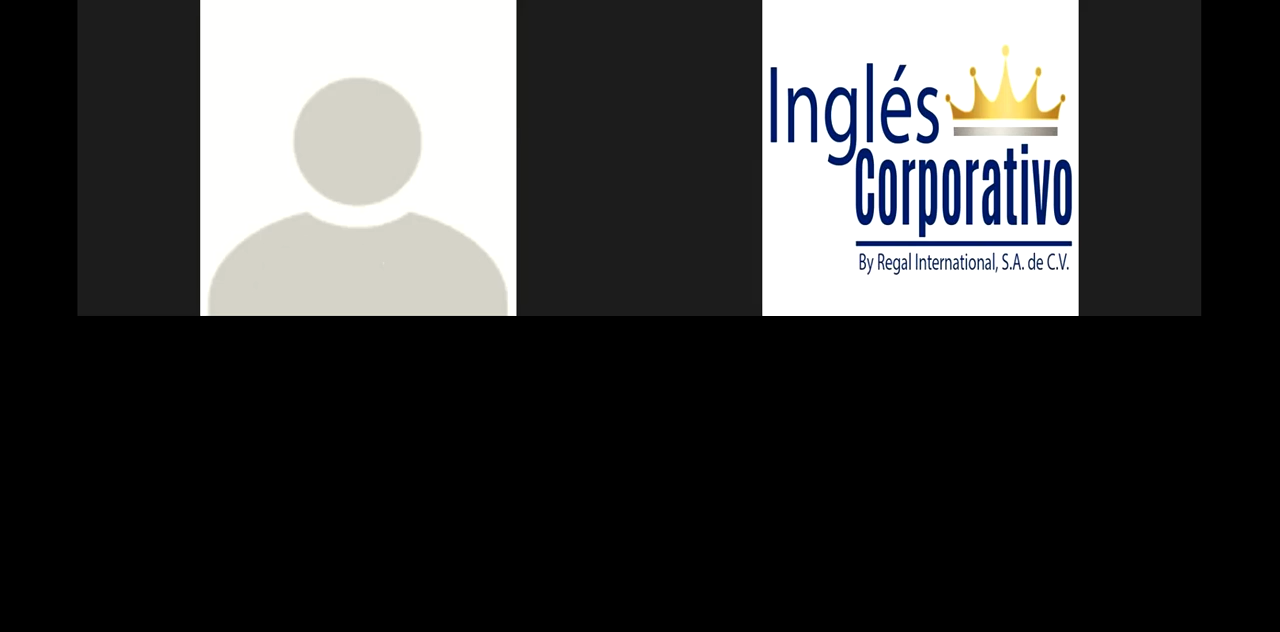 Inglés
Corporativo
By Regal International, S.A. de C.V.